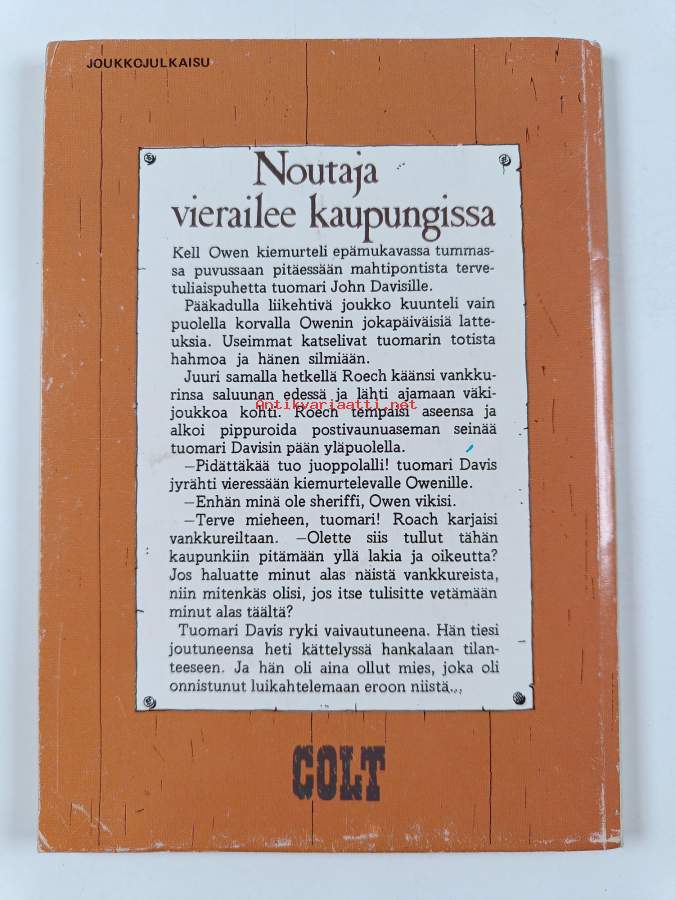 JOUKKOJULKAISU
Noutaja
vierailee kaupungissa
Kell Owen kiemurteli epämukavassa tummas-
sa puvussaan pitäessään mahtipontista terve-
tuliaispuhetta tuomari John Davisille.
Pääkadulla liikehtivä joukko kuunteli vain
puolella korvalla Owenin jokapäiväisiä latte-
uksia. Useimmat katselivat tuomarin totista
hahmoa ja hänen silmiään.
Juuri samalla hetkellä Roech käänsi vankku-
rinsa saluunan edessä ja lähti ajamaan väki-
joukkoa kohti. Roech tempaisi aseensa ja
Antikvariaatti.net
alkoi pippuroida postivaunuaseman seinää
tuomari Davisin pään yläpuolella.
—Pidättäkää tuo juoppolalli! tuomari Davis
jyrähti vieressään kiemurtelevalle Owenille.
—Enhän minä ole sheriffi, Owen vikisi.
—Terve mieheen, tuomari! Roach karjaisi
vankkureiltaan. —Olette siis tullut tähän
kaupunkiin pitämään yllä lakia ja oikeutta?
Jos haluatte minut alas näistä vankkureista,
niin mitenkäs olisi, jos itse tulisitte vetämään
minut alas täältä?
Tuomari Davis ryki vaivautuneena. Hän tiesi
joutuneensa heti kättelyssä hankalaan tilan-
teeseen. Ja hän oli aina ollut mies, joka oli
onnistunut luikahtelemaan eroon niistä...
COLT